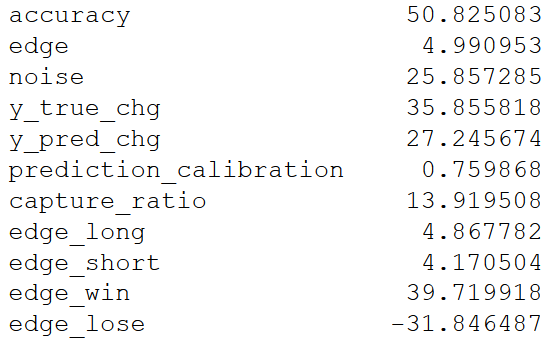 accuracy 50.825083
edge 4.990953
noise 25.857285
y_true_chg 35.855818
y_pred_chg 27.245674
prediction_calibration 0.759868
capture_ratio 13.919508
edge_long 4.867782
edge_short 4.170504
edge_win 39.719918
edge_lose -31.846487